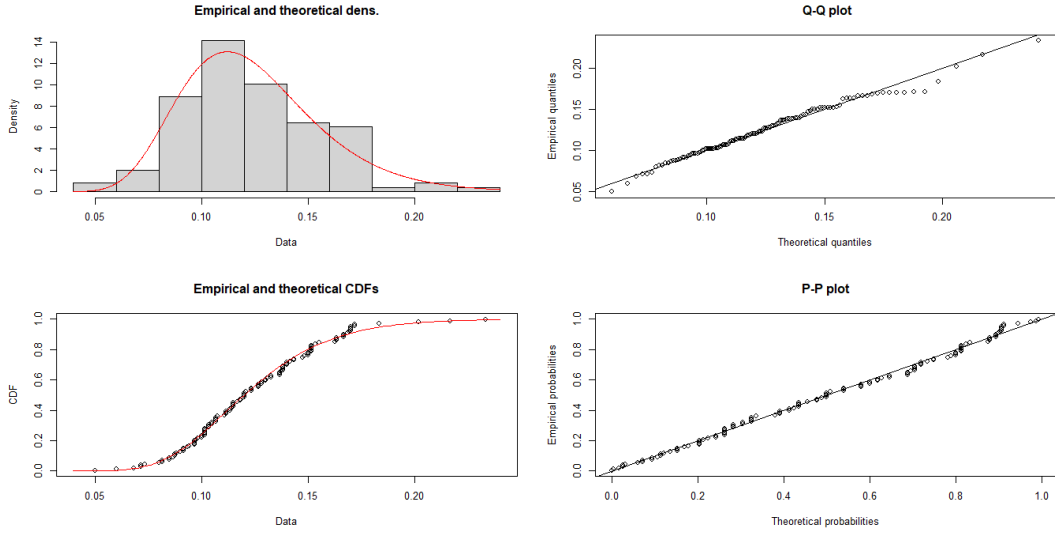 Empirical and theoretical dens.
Density
0 2 4 6 8 10 12 14
0.05 0.10 0.15 0.20
Data
Q-Q plot
Empirical quantiles
0.05 0.10 0.15 0.20
0.10 0.15 0.20
Theoretical quantiles
Empirical and theoretical CDFs
CDF
0.0 0.2 0.4 0.6 0.8 1.0
0.05 0.10 0.15 0.20
Data
P-P plot
Empirical probabilities
0.0 0.2 0.4 0.6 0.8 1.0
0.0 0.2 0.4 0.6 0.8 1.0
Theoretical probabilities